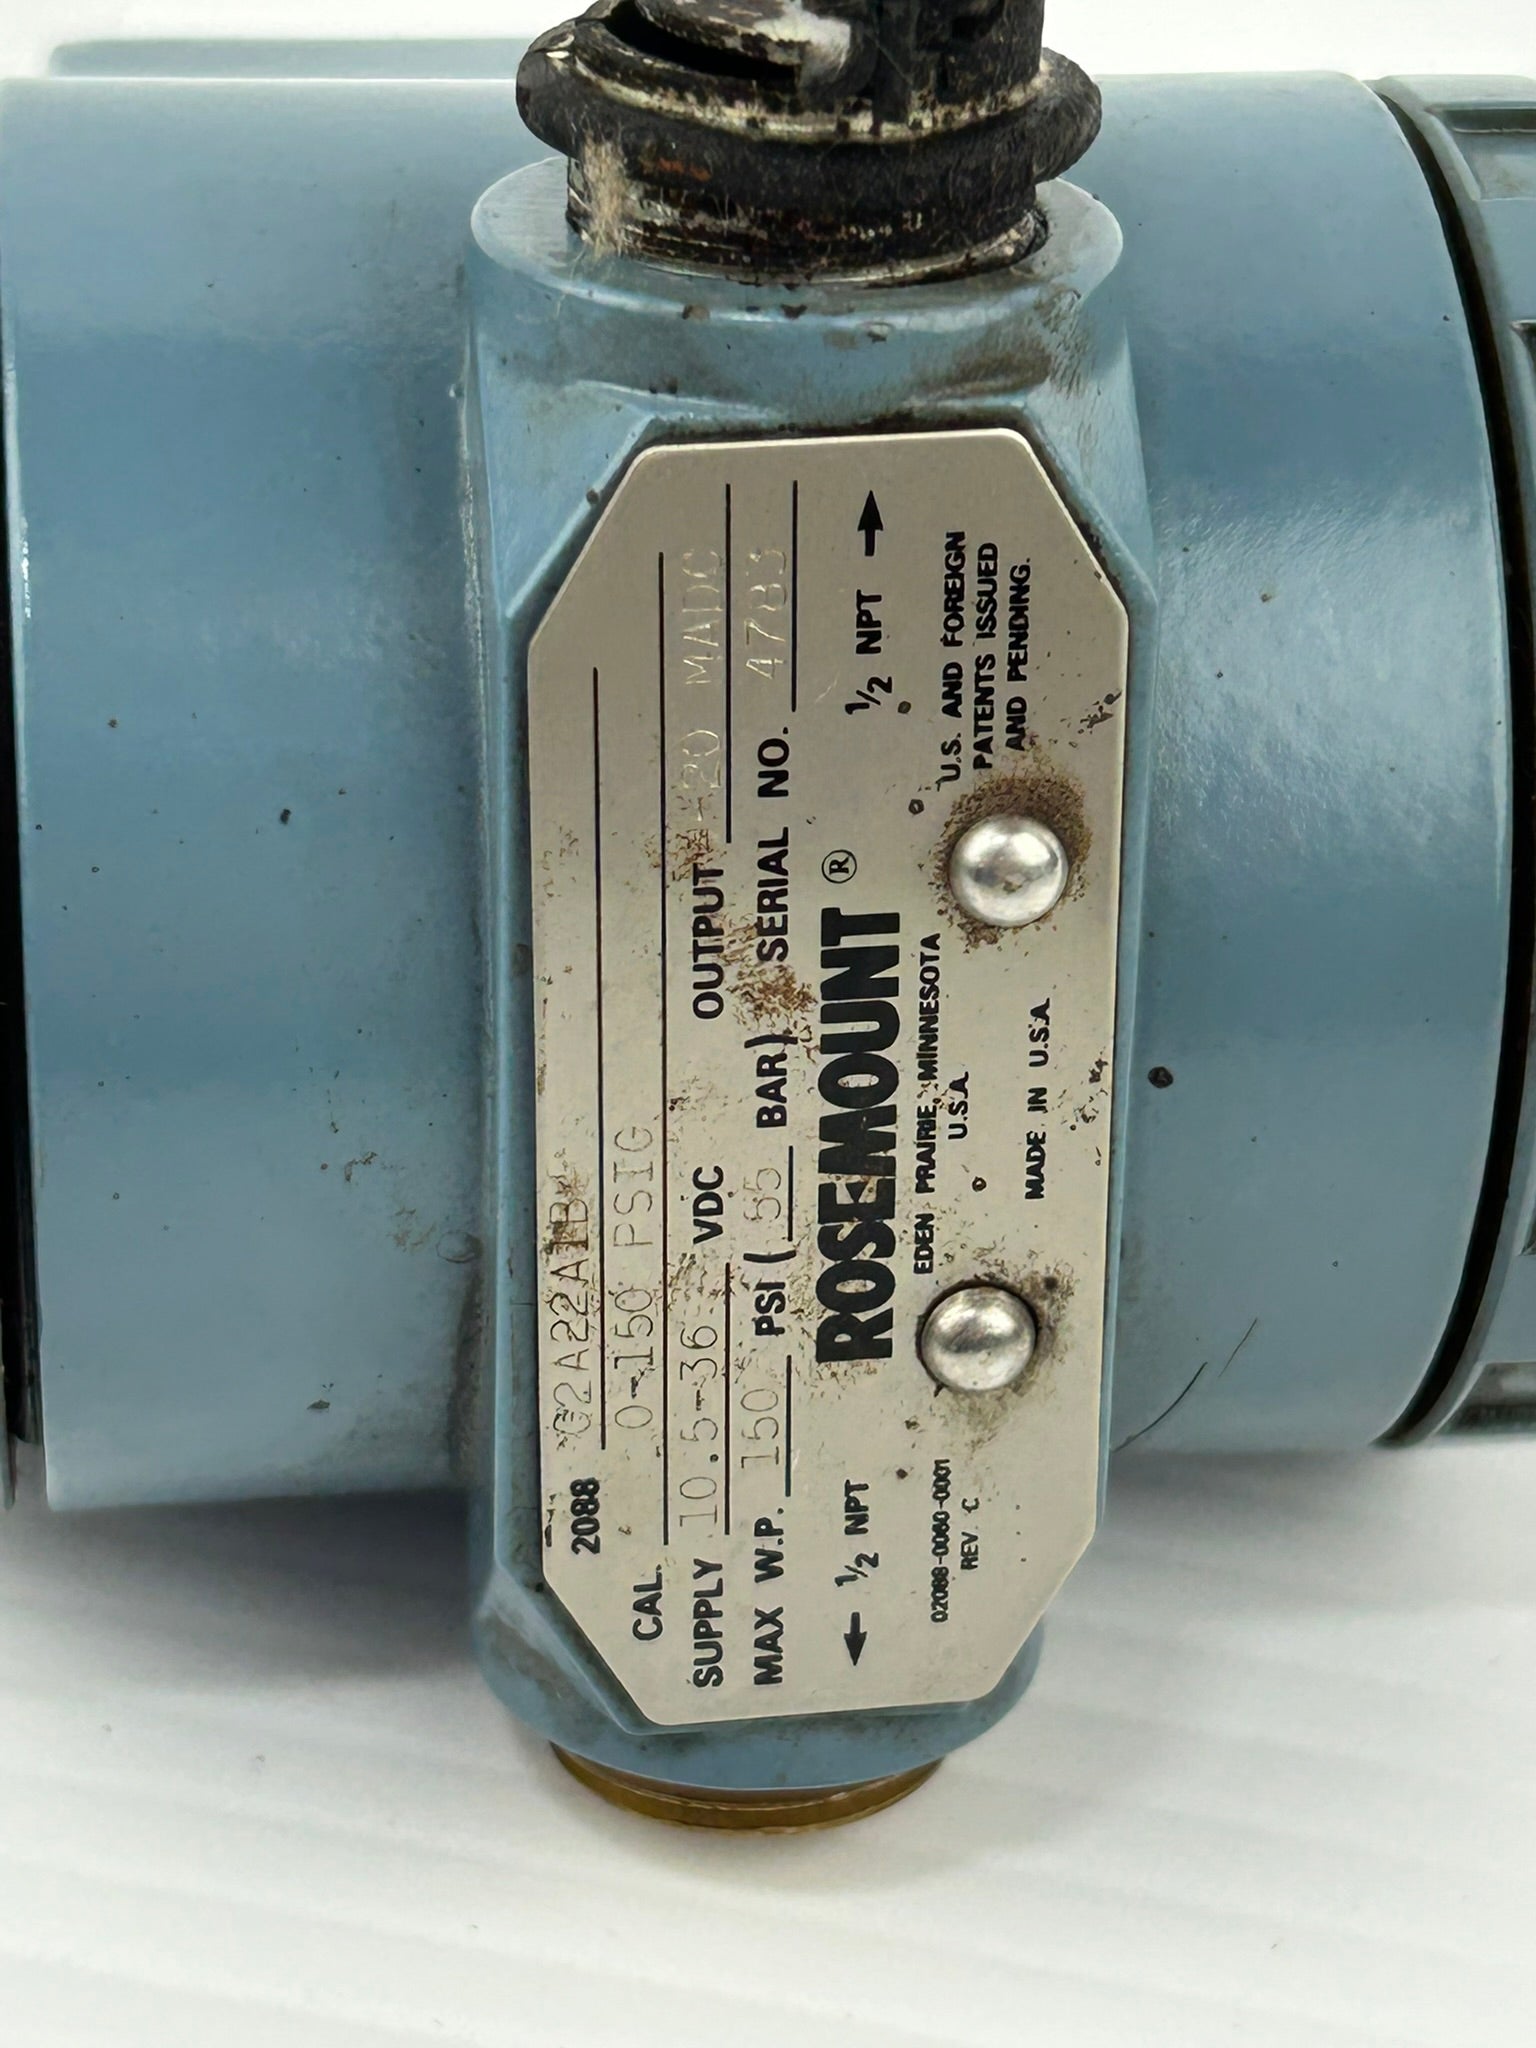 2088 G2A22A1B
CAL. 0-150 PSIG
SUPPLY 10.5-36 VDC OUTPUT -20 MADC
MAX W.P. 150 PSI ( 55 BAR) SERIAL NO. 4783
← 1/2 NPT ROSEMOUNT® 1/2 NPT →
EDEN PRAIRIE, MINNESOTA
U.S.A.
02088-0060-0001
REV. C
MADE IN U.S.A.
U.S. AND FOREIGN
PATENTS ISSUED
AND PENDING.